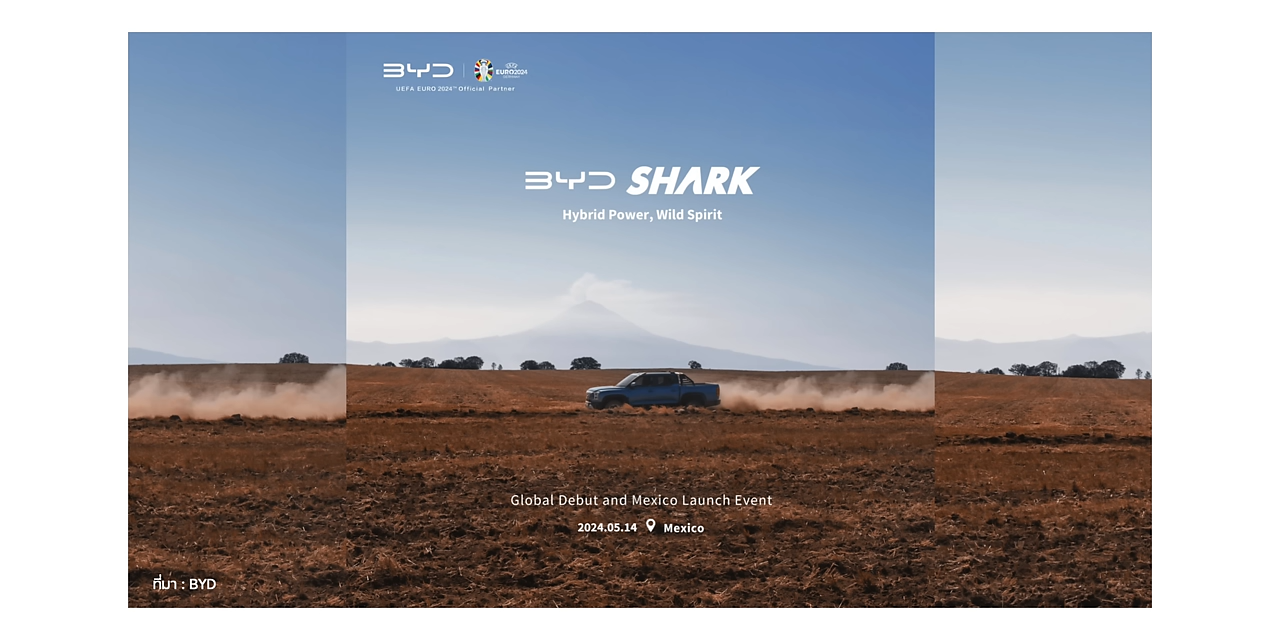 BYD | EURO2024
UEFA EURO 2024™ Official Partner
BYD SHARK
Hybrid Power, Wild Spirit
Global Debut and Mexico Launch Event
2024.05.14 Mexico
ที่มา : BYD